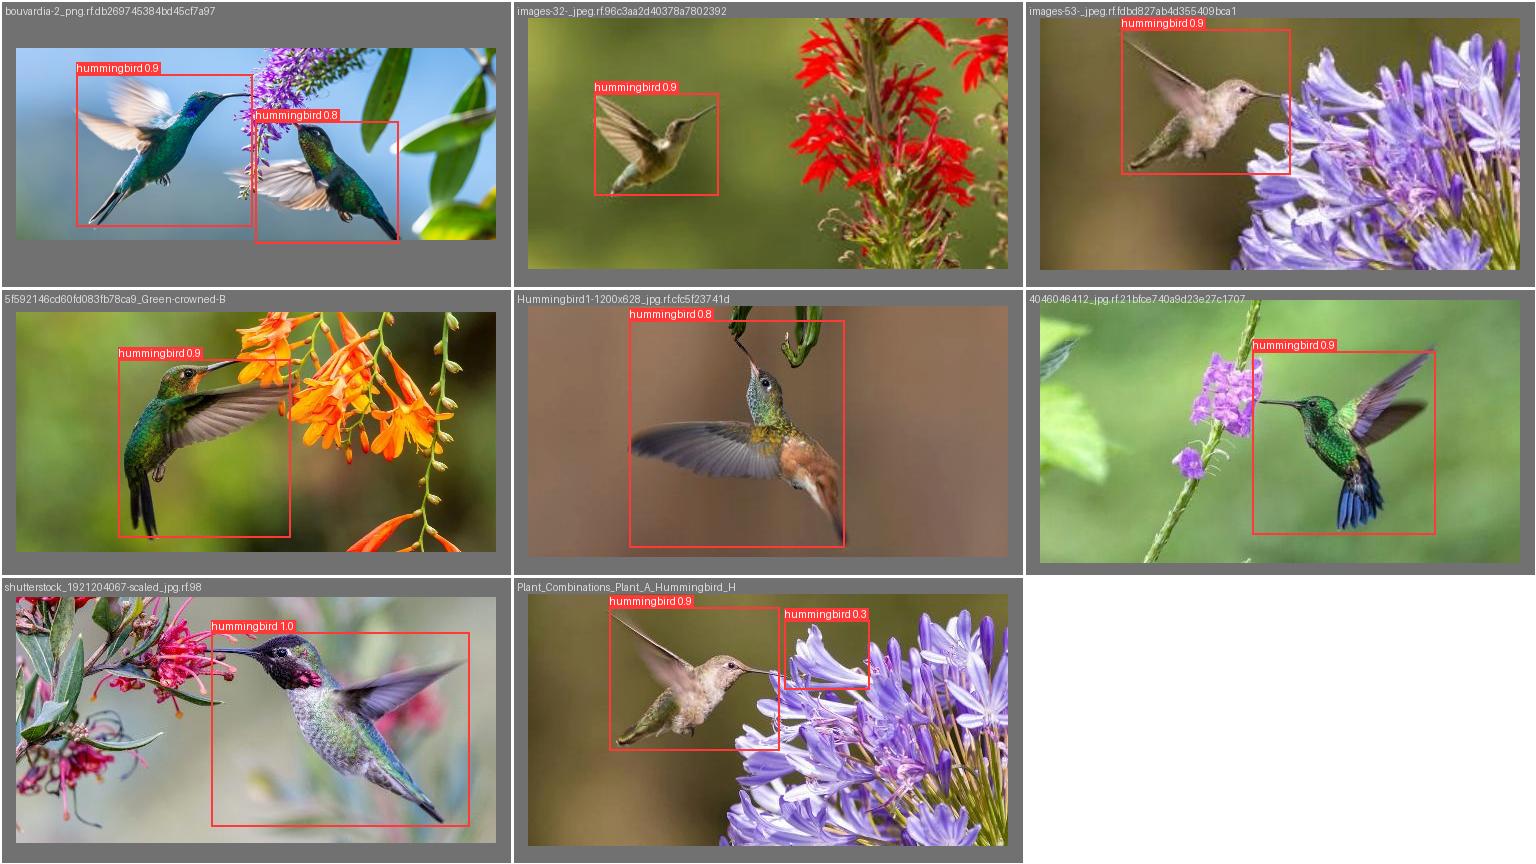 bouvardia-2_png.rf.db269745384bd45cf7a97
hummingbird 0.9
hummingbird 0.8
images-32-_jpeg.rf.96c3aa2d40378a7802392
hummingbird 0.9
images-53-_jpeg.rf.fdbd827ab4d355409bca1
hummingbird 0.9
5f592146cd60fd083fb78ca9_Green-crowned-B
hummingbird 0.9
Hummingbird1-1200x628_jpg.rf.cfc5f23741d
hummingbird 0.8
4046046412_jpg.rf.21bfce740a9d23e27c1707
hummingbird 0.9
shutterstock_1921204067-scaled_jpg.rf.98
hummingbird 1.0
Plant_Combinations_Plant_A_Hummingbird_H
hummingbird 0.9
hummingbird 0.3